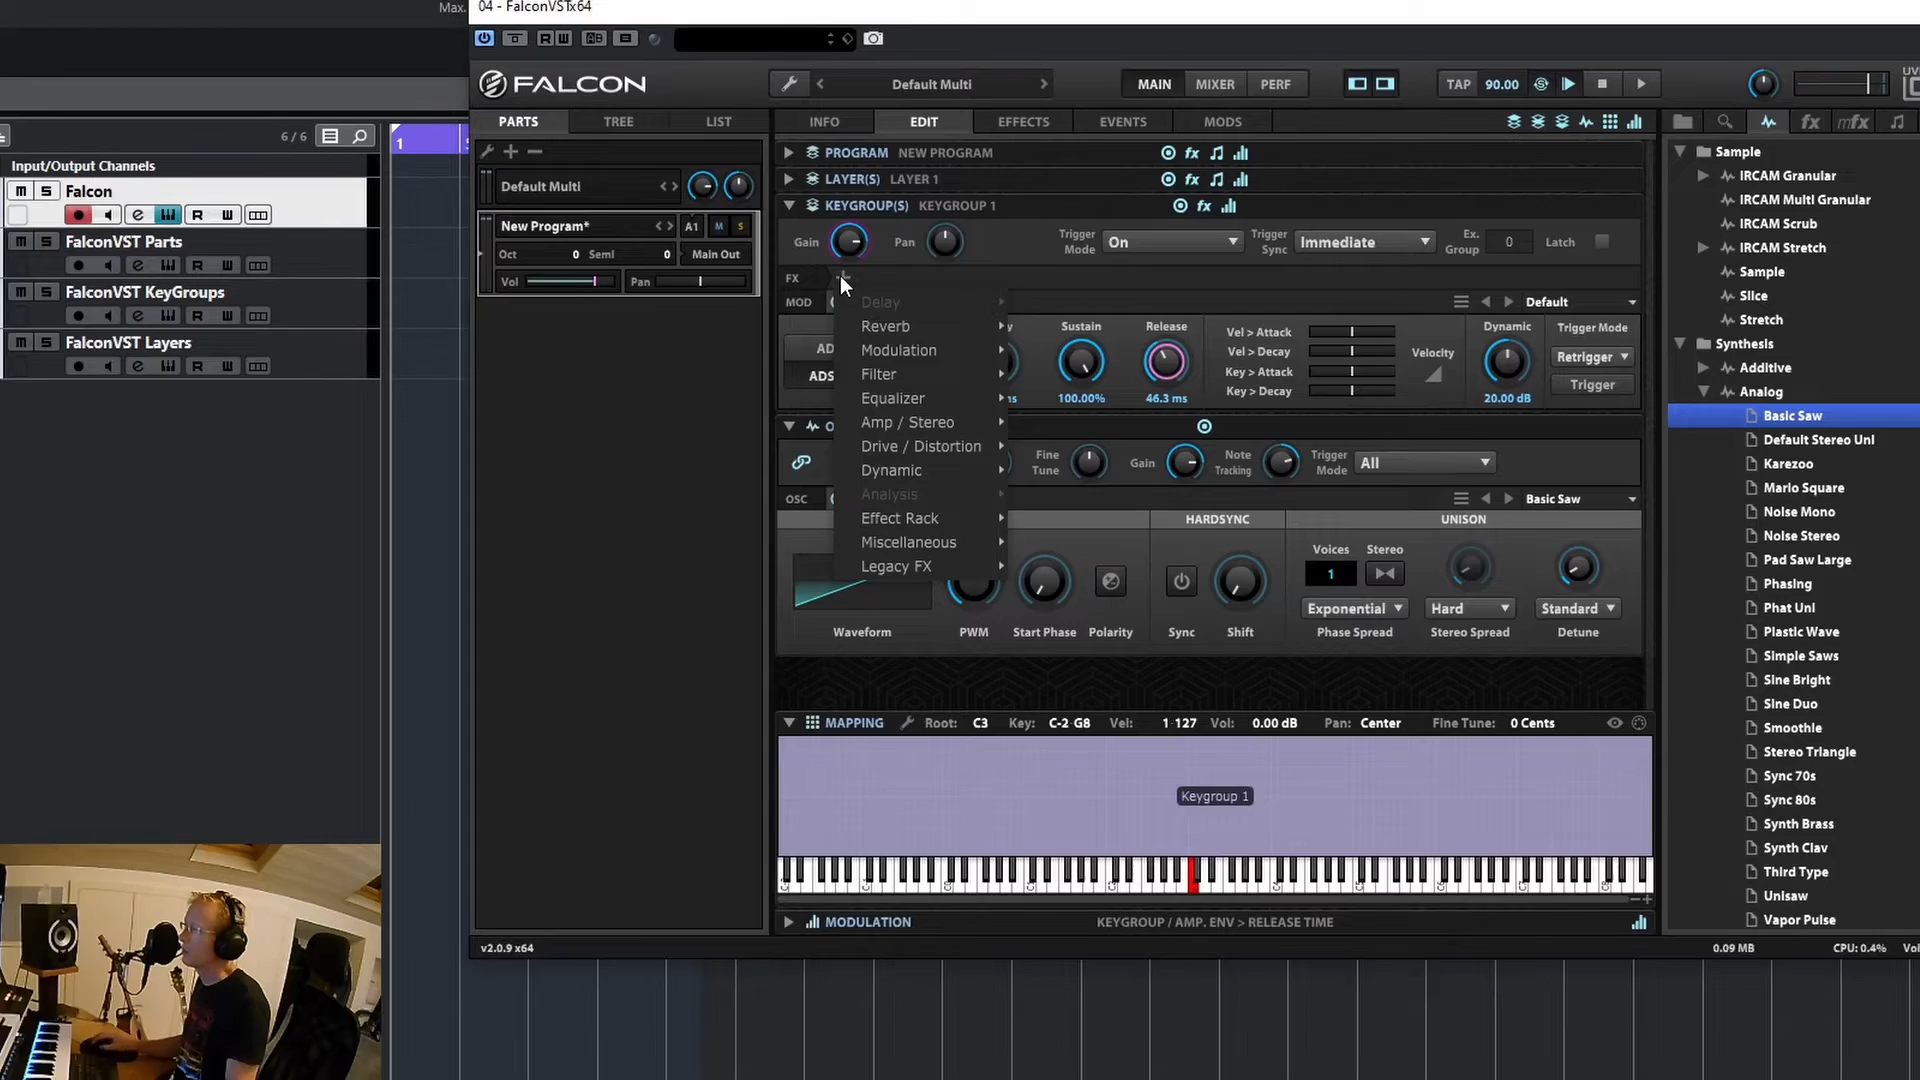 Max.
04 - FalconVSTx64
FALCON
Default Multi
MAIN
MIXER
PERF
TAP
90.00
PARTS
TREE
LIST
INFO
EDIT
EFFECTS
EVENTS
MODS
6 / 6
1
Input/Output Channels
m S Falcon
e R
m S FalconVST Parts
e R
m S FalconVST KeyGroups
e R
m S FalconVST Layers
e R
Default Multi
New Program* A1 M S
Oct 0 Semi 0 Main Out
Vol Pan
PROGRAM NEW PROGRAM
LAYER(S) LAYER 1
KEYGROUP(S) KEYGROUP 1
Gain Pan Trigger Mode On Trigger Sync Immediate Ex. Group 0 Latch
FX
MOD Default
Delay
Reverb
Modulation
Filter
Equalizer
Amp / Stereo
Drive / Distortion
Dynamic
Analysis
Effect Rack
Miscellaneous
Legacy FX
Sustain
100.00%
Release
46.3 ms
Vel > Attack
Vel > Decay
Key > Attack
Key > Decay
Velocity
Dynamic
20.00 dB
Trigger Mode
Retrigger
Trigger
Fine Tune Gain Note Tracking Trigger Mode All
OSC Basic Saw
HARDSYNC
UNISON
Voices
1
Stereo
Exponential
Hard
Standard
Waveform
PWM
Start Phase
Polarity
Sync
Shift
Phase Spread
Stereo Spread
Detune
MAPPING Root: C3 Key: C-2 G8 Vel: 1 127 Vol: 0.00 dB Pan: Center Fine Tune: 0 Cents
Keygroup 1
MODULATION KEYGROUP / AMP. ENV > RELEASE TIME
v2.0.9 x64
0.09 MB
CPU: 0.4%
Sample
IRCAM Granular
IRCAM Multi Granular
IRCAM Scrub
IRCAM Stretch
Sample
Slice
Stretch
Synthesis
Additive
Analog
Basic Saw
Default Stereo Uni
Karezoo
Mario Square
Noise Mono
Noise Stereo
Pad Saw Large
Phasing
Phat Uni
Plastic Wave
Simple Saws
Sine Bright
Sine Duo
Smoothie
Stereo Triangle
Sync 70s
Sync 80s
Synth Brass
Synth Clav
Third Type
Unisaw
Vapor Pulse